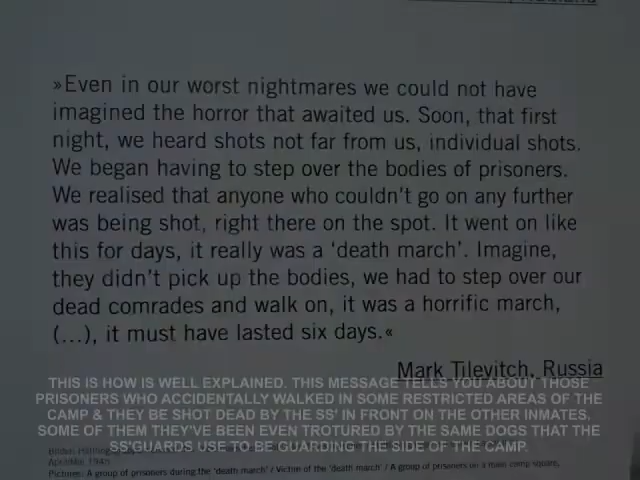 »Even in our worst nightmares we could not have
imagined the horror that awaited us. Soon, that first
night, we heard shots not far from us, individual shots.
We began having to step over the bodies of prisoners.
We realised that anyone who couldn't go on any further
was being shot, right there on the spot. It went on like
this for days, it really was a 'death march'. Imagine,
they didn't pick up the bodies, we had to step over our
dead comrades and walk on, it was a horrific march,
(...), it must have lasted six days.«
Mark Tilevitch, Russia
THIS IS HOW IS WELL EXPLAINED. THIS MESSAGE TELLS YOU ABOUT THOSE
PRISONERS WHO ACCIDENTALLY WALKED IN SOME RESTRICTED AREAS OF THE
CAMP & THEY BE SHOT DEAD BY THE SS' IN FRONT ON THE OTHER INMATES.
SOME OF THEM THEY'VE BEEN EVEN TROTURED BY THE SAME DOGS THAT THE
SS'GUARDS USE TO BE GUARDING THE SIDE OF THE CAMP.
April/Mai 1945
Pictures: A group of prisoners during the 'death march' / Victim of the 'death march' / A group of prisoners on a main camp square,